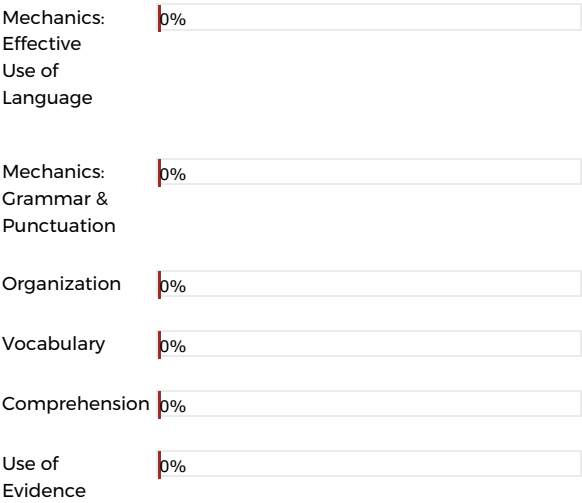 Mechanics: 0%
Effective
Use of
Language
Mechanics: 0%
Grammar &
Punctuation
Organization 0%
Vocabulary 0%
Comprehension 0%
Use of 0%
Evidence